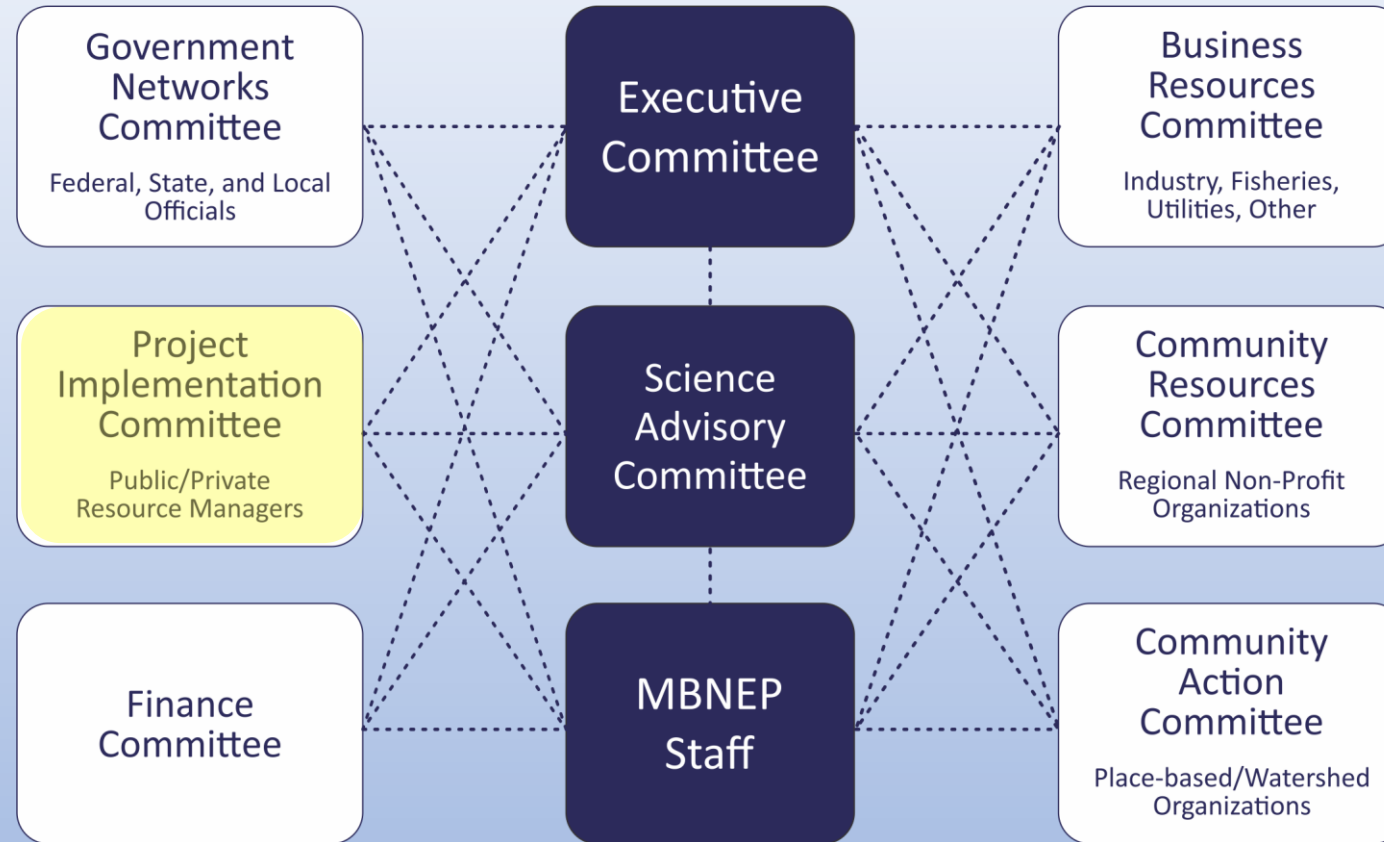 Government
Networks
Committee
Federal, State, and Local
Officials
Executive
Committee
Business
Resources
Committee
Industry, Fisheries,
Utilities, Other
Project
Implementation
Committee
Public/Private
Resource Managers
Science
Advisory
Committee
Community
Resources
Committee
Regional Non-Profit
Organizations
Finance
Committee
MBNEP
Staff
Community
Action
Committee
Place-based/Watershed
Organizations